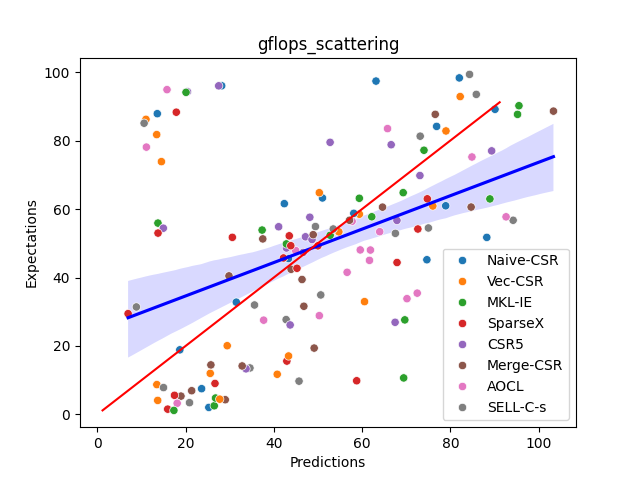 gflops_scattering
Expectations
100
80
60
40
20
0
0 20 40 60 80 100
Predictions
Naive-CSR
Vec-CSR
MKL-IE
SparseX
CSR5
Merge-CSR
AOCL
SELL-C-s